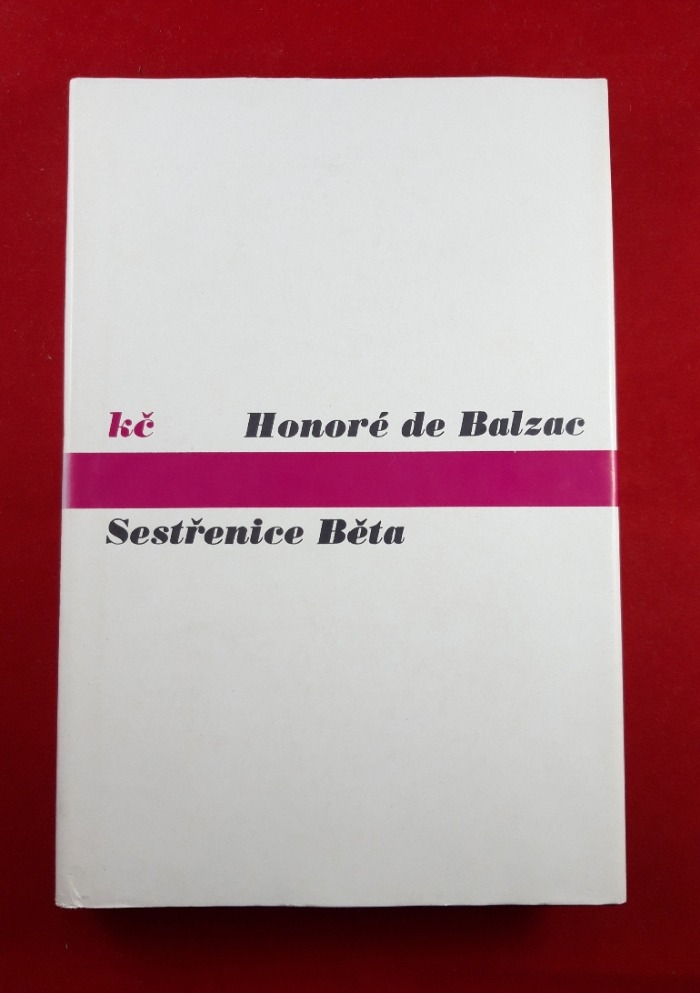 kč Honoré de Balzac
Sestřenice Běta